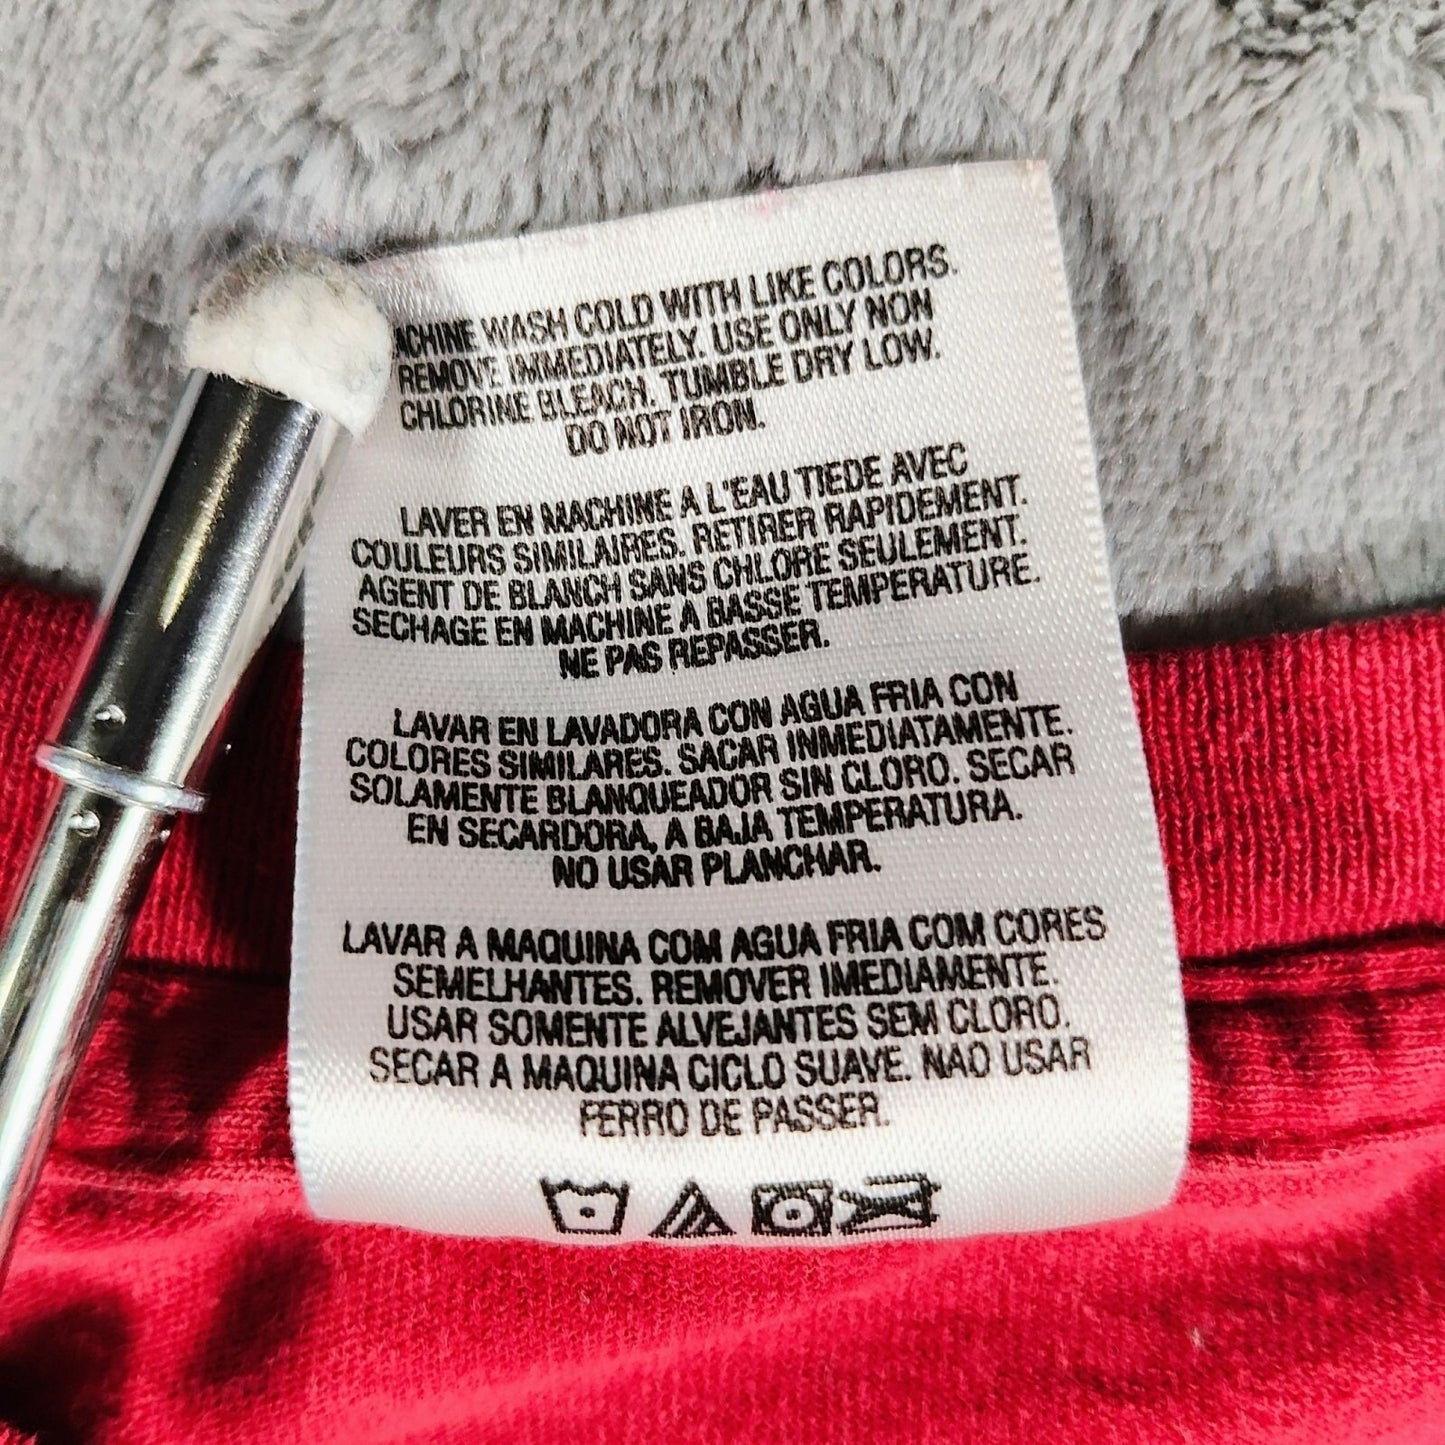 ACHINE WASH COLD WITH LIKE COLORS.
REMOVE IMMEDIATELY. USE ONLY NON
CHLORINE BLEACH. TUMBLE DRY LOW.
DO NOT IRON.
LAVER EN MACHINE A L'EAU TIEDE AVEC
COULEURS SIMILAIRES. RETIRER RAPIDEMENT.
AGENT DE BLANCH SANS CHLORE SEULEMENT.
SECHAGE EN MACHINE A BASSE TEMPERATURE.
NE PAS REPASSER.
LAVAR EN LAVADORA CON AGUA FRIA CON
COLORES SIMILARES. SACAR INMEDIATAMENTE.
SOLAMENTE BLANQUEADOR SIN CLORO. SECAR
EN SECARDORA, A BAJA TEMPERATURA.
NO USAR PLANCHAR.
LAVAR A MAQUINA COM AGUA FRIA COM CORES
SEMELHANTES. REMOVER IMEDIAMENTE.
USAR SOMENTE ALVEJANTES SEM CLORO.
SECAR A MAQUINA CICLO SUAVE. NAO USAR
FERRO DE PASSER.